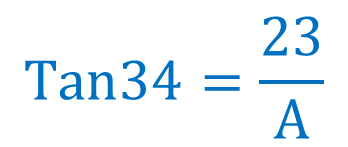 Tan34 = 23/A